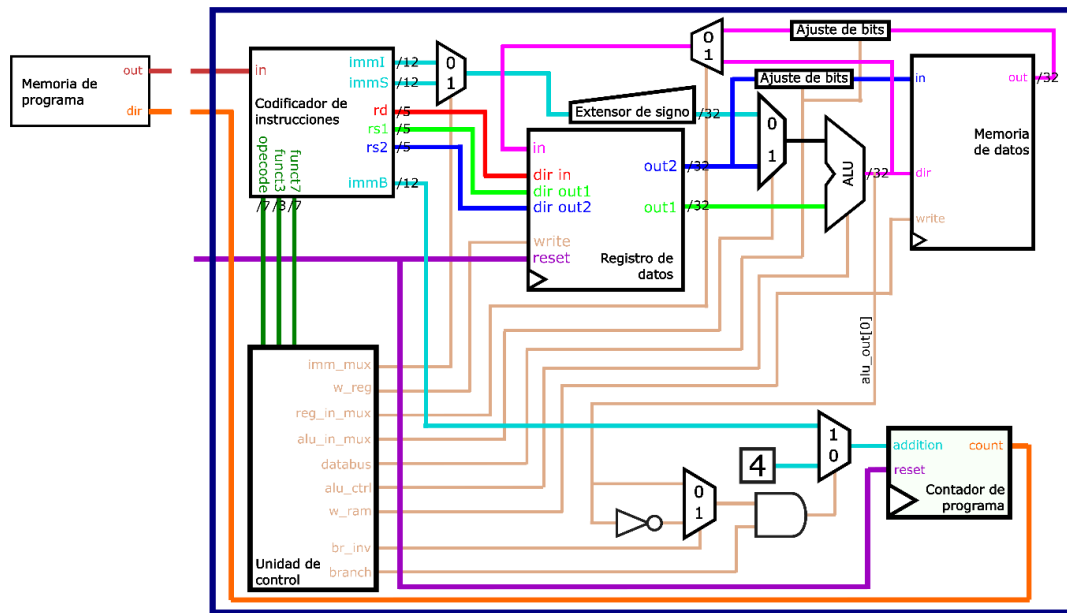 Memoria de
programa
out
dir
in
Codificador de
instrucciones
immI
immS
rd
rs1
rs2
immB
/12
/12
/5
/5
/5
/12
opecode
funct3
funct7
/7
/3
/7
0
1
Extensor de signo
/32
in
dir in
dir out1
dir out2
write
reset
out2
out1
/32
/32
Registro de
datos
0
1
Ajuste de bits
Ajuste de bits
0
1
ALU
/32
in
out
/32
Memoria
de datos
dir
write
alu_out[0]
imm_mux
w_reg
reg_in_mux
alu_in_mux
databus
alu_ctrl
w_ram
br_inv
branch
Unidad de
control
0
1
4
1
0
addition
count
reset
Contador de
programa